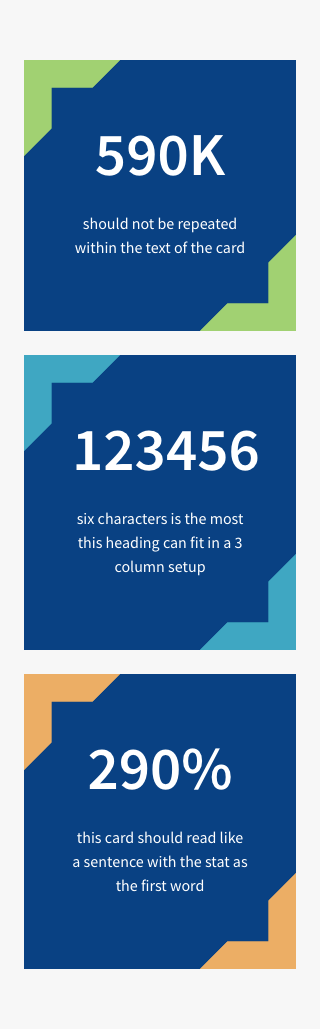 590K
should not be repeated
within the text of the card
123456
six characters is the most
this heading can fit in a 3
column setup
290%
this card should read like
a sentence with the stat as
the first word